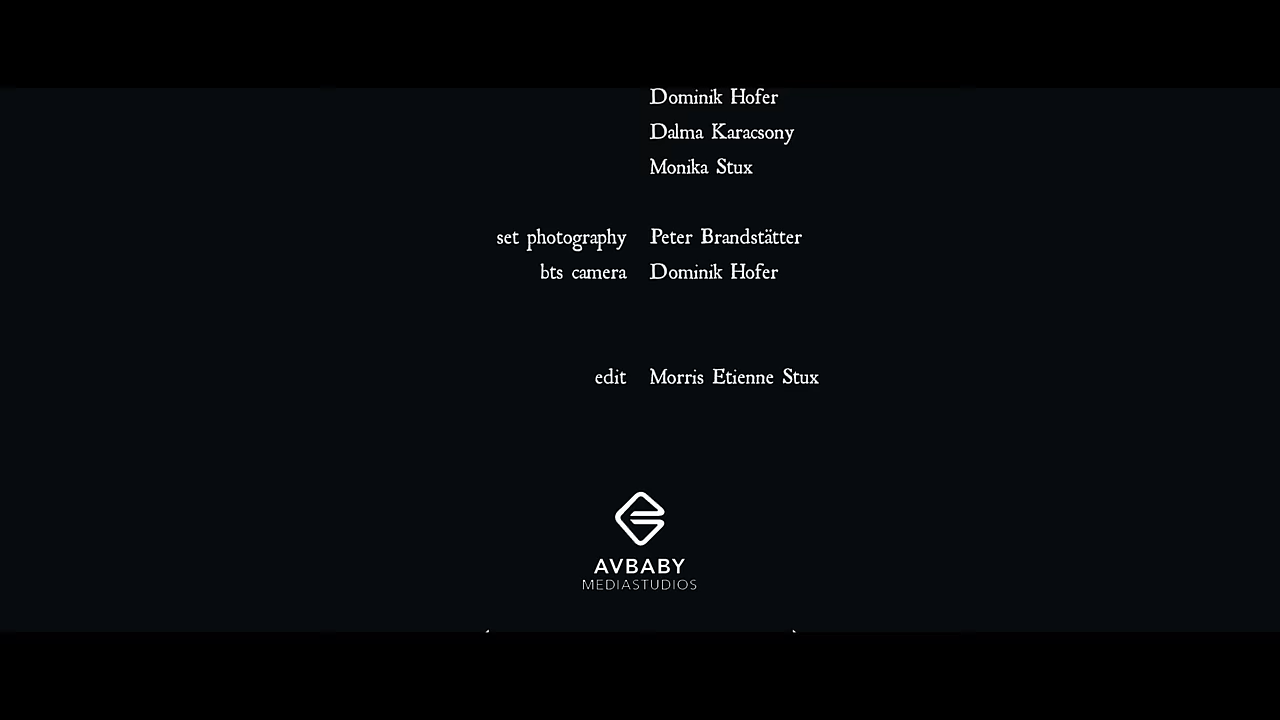 Dominik Hofer
Dalma Karacsony
Monika Stux
set photography Peter Brandstätter
bts camera Dominik Hofer
edit Morris Etienne Stux
AVBABY
MEDIASTUDIOS